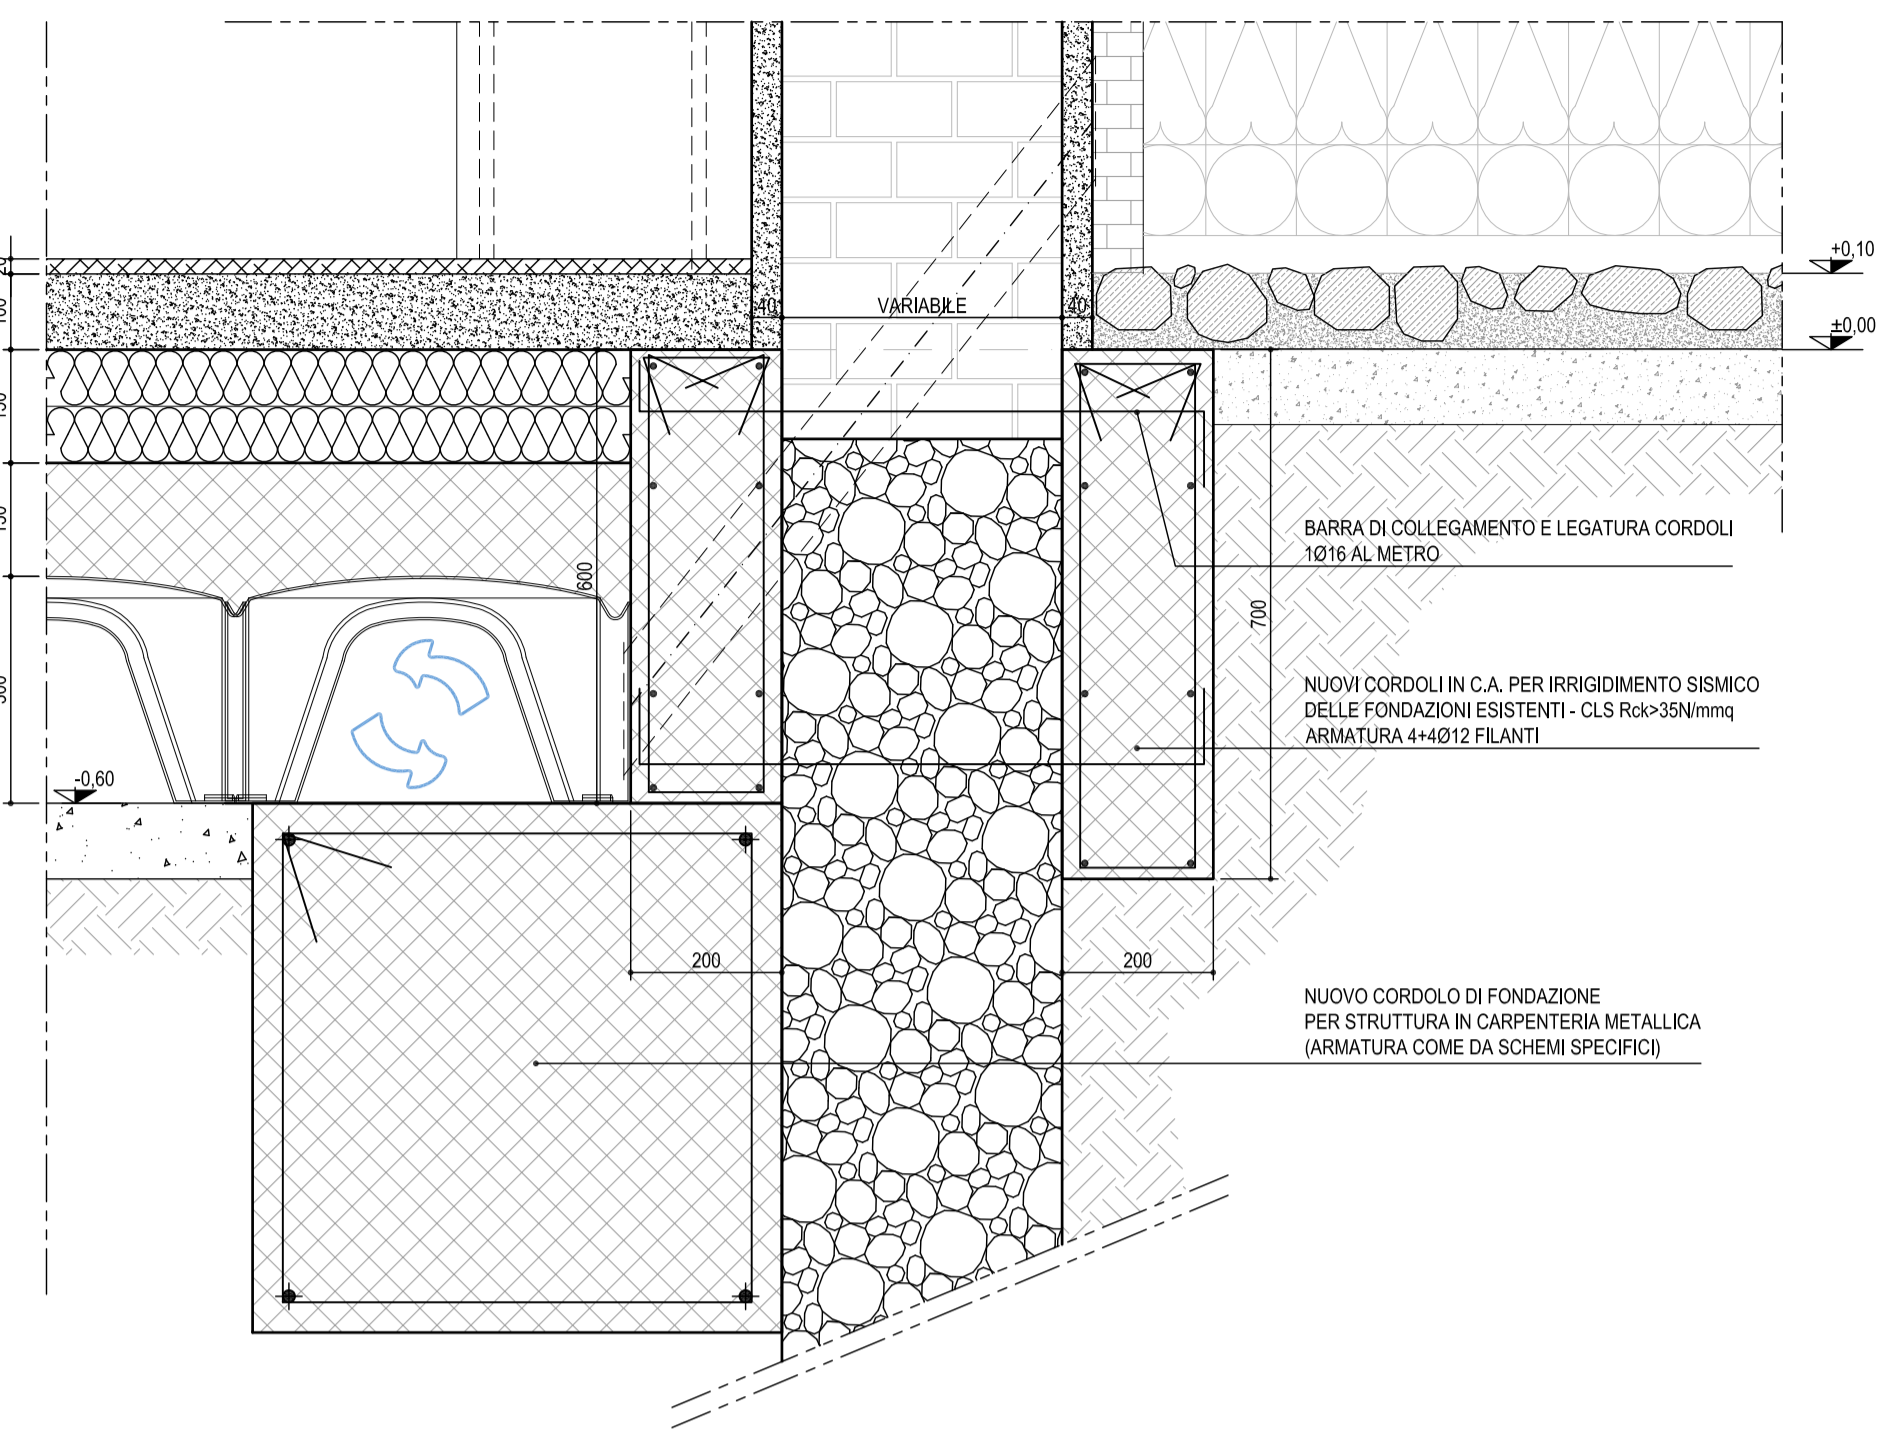 +0,10
40
VARIABILE
40
±0,00
BARRA DI COLLEGAMENTO E LEGATURA CORDOLI
1Ø16 AL METRO
600
700
NUOVI CORDOLI IN C.A. PER IRRIGIDIMENTO SISMICO
DELLE FONDAZIONI ESISTENTI - CLS Rck>35N/mmq
ARMATURA 4+4Ø12 FILANTI
-0,60
200
200
NUOVO CORDOLO DI FONDAZIONE
PER STRUTTURA IN CARPENTERIA METALLICA
(ARMATURA COME DA SCHEMI SPECIFICI)